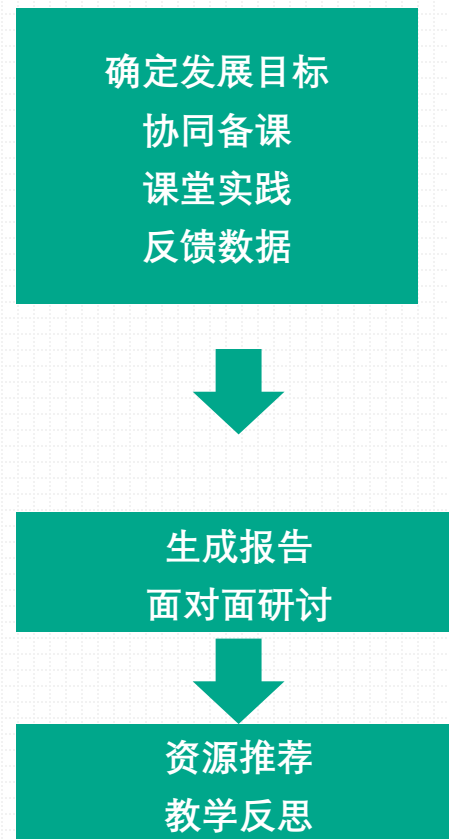 确定发展目标
协同备课
课堂实践
反馈数据
生成报告
面对面研讨
资源推荐
教学反思